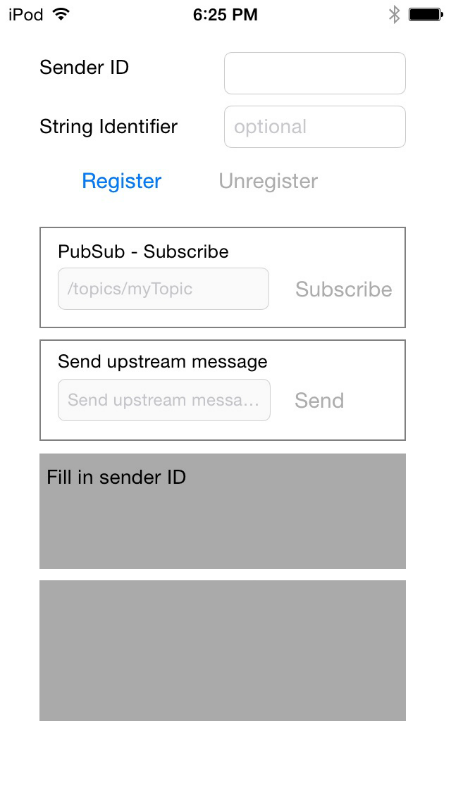 iPod 6:25 PM
Sender ID
String Identifier optional
Register Unregister
PubSub - Subscribe
/topics/myTopic Subscribe
Send upstream message
Send upstream messa... Send
Fill in sender ID